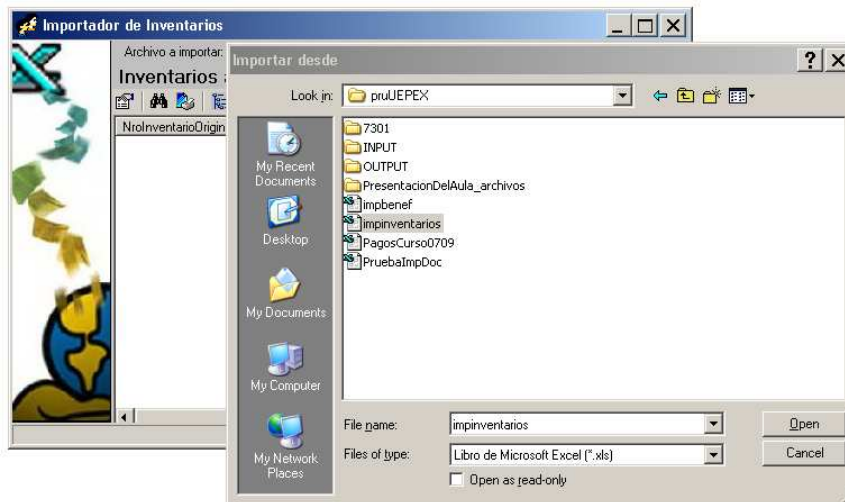 Importador de Inventarios
Archivo a importar:
Inventarios
NroInventarioOrigin
Importar desde
Look in:
pruUEPEX
My Recent
Documents
Desktop
My Documents
My Computer
My Network
Places
7301
INPUT
OUTPUT
PresentacionDelAula_archivos
impbenef
impinventarios
PagosCurso0709
PruebaImpDoc
File name:
impinventarios
Open
Files of type:
Libro de Microsoft Excel (*.xls)
Cancel
Open as read-only